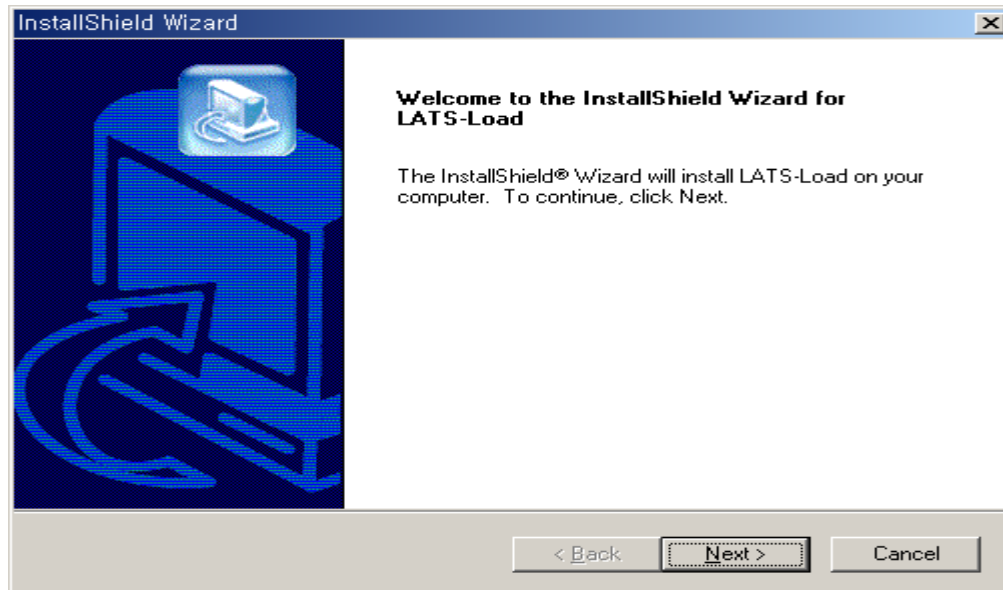 InstallShield Wizard
Welcome to the InstallShield Wizard for
LATS-Load
The InstallShield® Wizard will install LATS-Load on your
computer. To continue, click Next.
< Back
Next >
Cancel